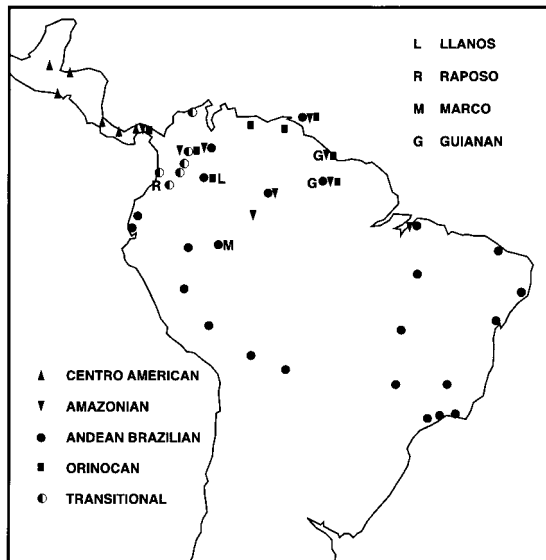 L LLANOS
R RAPOSO
M MARCO
G GUIANAN
G
G
R
L
M
CENTRO AMERICAN
AMAZONIAN
ANDEAN BRAZILIAN
ORINOCAN
TRANSITIONAL